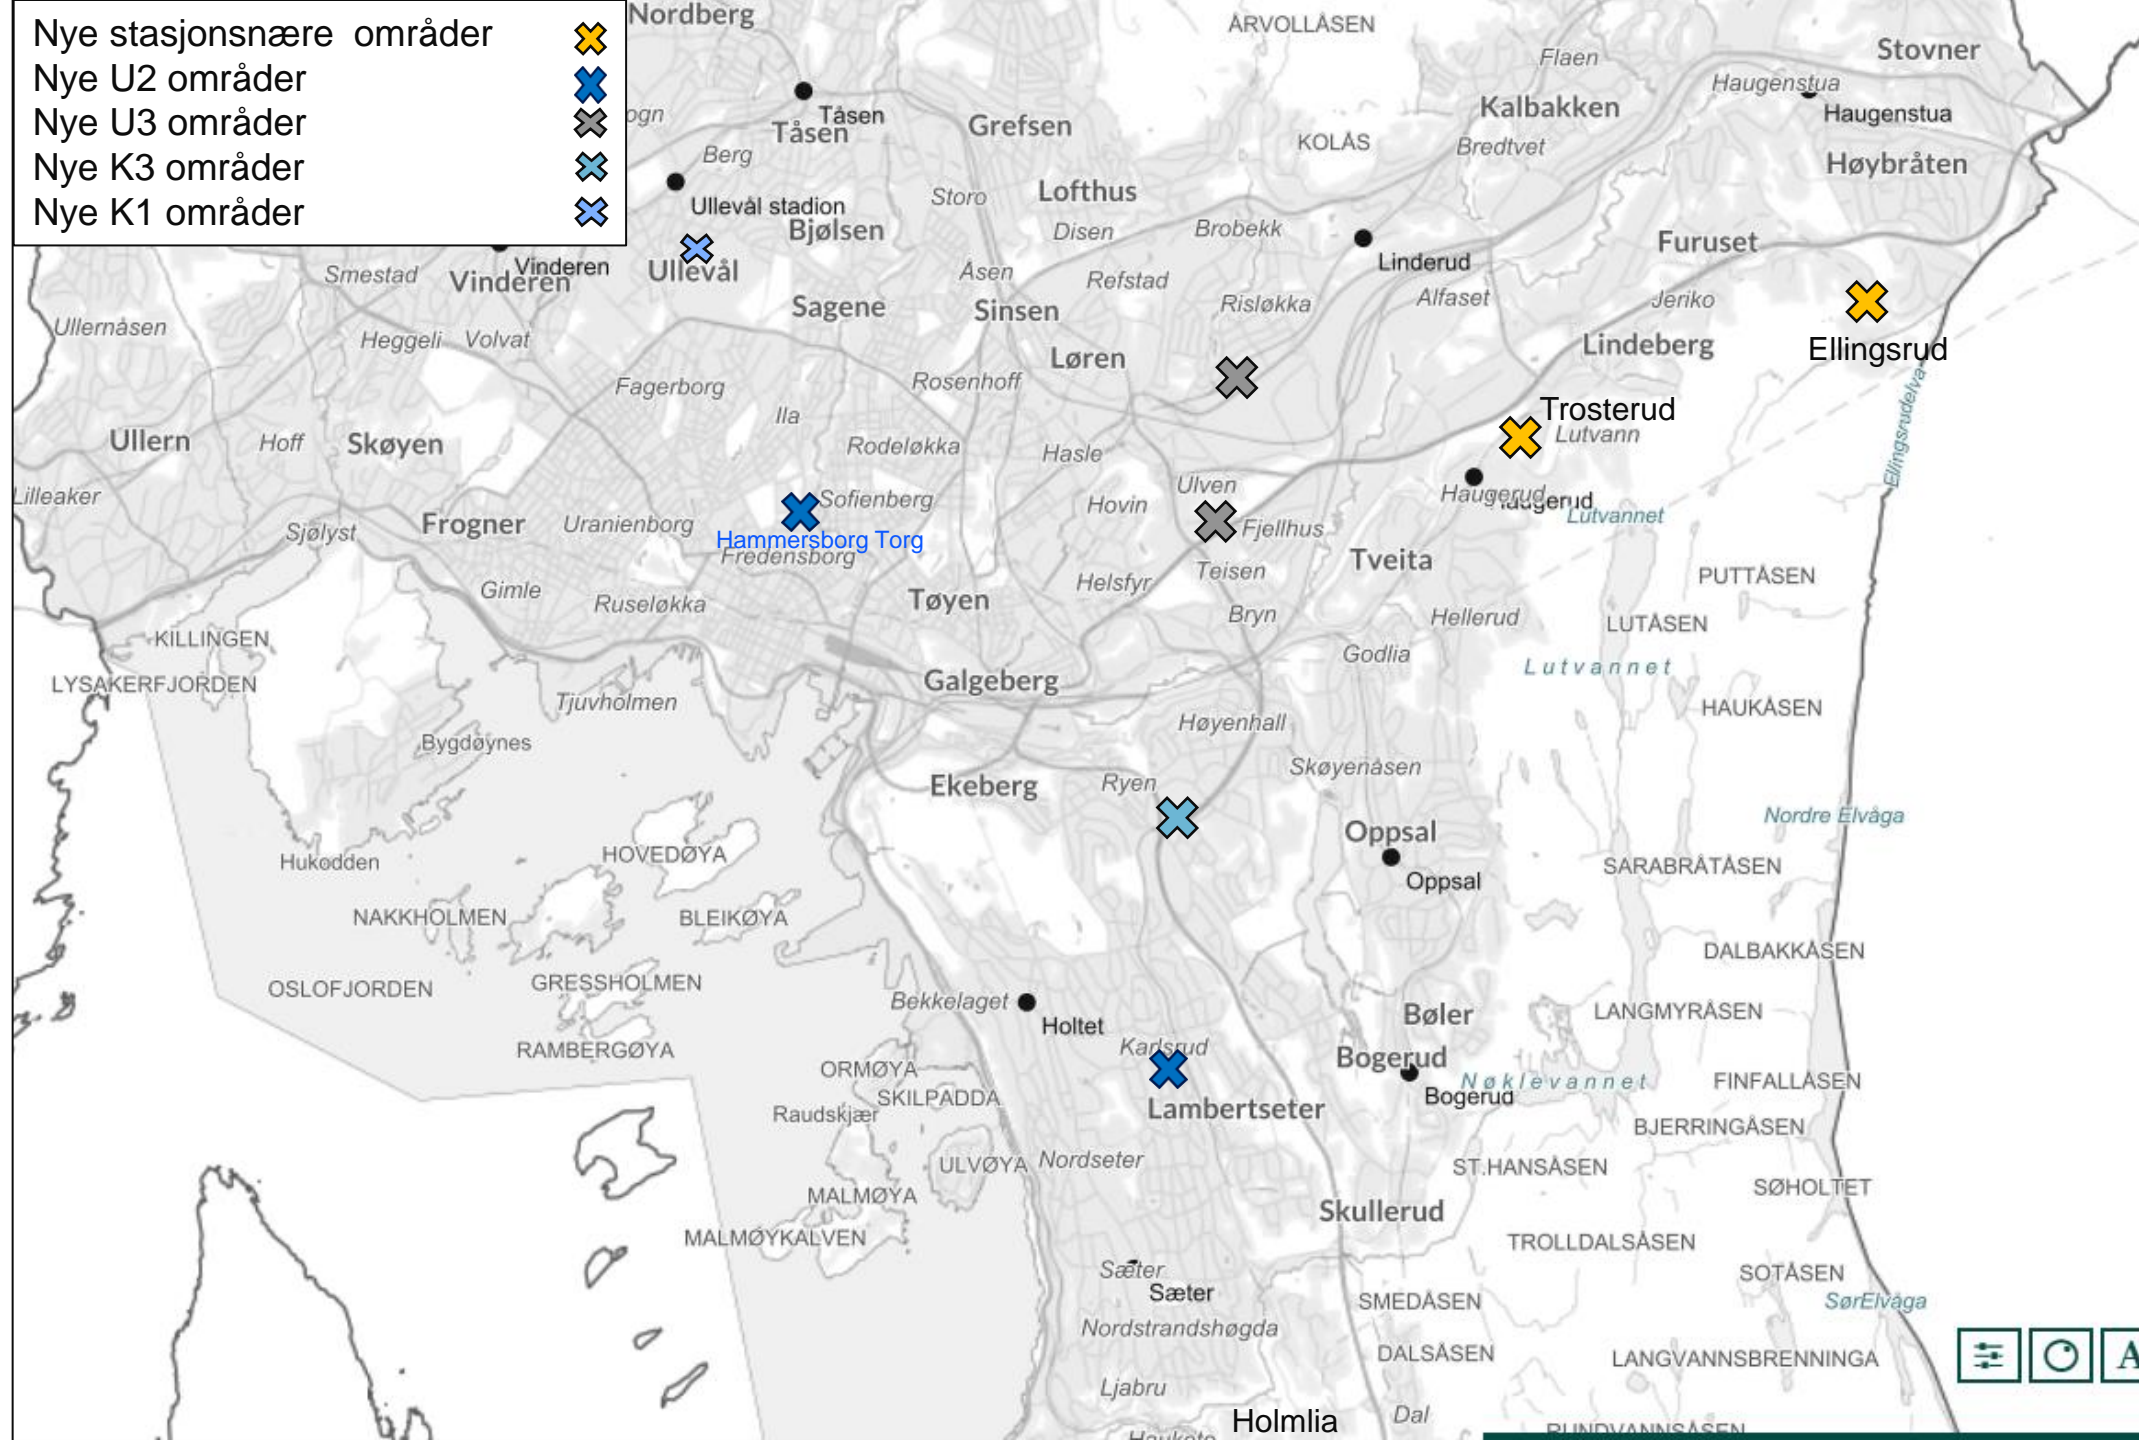 Nye stasjonsnære områder
Nye U2 områder
Nye U3 områder
Nye K3 områder
Nye K1 områder
Nordberg
ÅRVOLLÅSEN
Flaen
Stovner
Haugenstua
Haugenstua
Kalbakken
Tåsen
Tåsen
Grefsen
KOLÅS
Bredtvet
Høybråten
Berg
Storo
Lofthus
Ullevål stadion
Bjølsen
Disen
Brobekk
Linderud
Furuset
Smestad
Vinderen
Vinderen
Ullevål
Åsen
Refstad
Risløkka
Alfaset
Jeriko
Ullernåsen
Sagene
Sinsen
Heggeli
Volvat
Løren
Lindeberg
Ellingsrud
Fagerborg
Rosenhoff
Ila
Trosterud
Lutvann
Ellingsrudelva
Ullern
Hoff
Skøyen
Rodeløkka
Hasle
Lilleaker
Sofienberg
Ulven
Haugerud
Hovin
Lutvannet
Sjølyst
Frogner
Uranienborg
Hammersborg Torg
Fredensborg
Fjellhus
Tveita
Helsfyr
Teisen
PUTTÅSEN
Gimle
Ruseløkka
Tøyen
Bryn
Hellerud
LUTÅSEN
KILLINGEN
Godlia
Lutvannet
LYSAKERFJORDEN
Tjuvholmen
Galgeberg
HAUKÅSEN
Bygdøynes
Høyenhall
Ekeberg
Ryen
Skøyenåsen
Nordre Elvåga
Oppsal
Hukodden
HOVEDØYA
Oppsal
SARABRÅTÅSEN
NAKKHOLMEN
BLEIKØYA
DALBAKKÅSEN
OSLOFJORDEN
GRESSHOLMEN
Bekkelaget
Holtet
Bøler
LANGMYRÅSEN
RAMBERGØYA
Karlsrud
Bogerud
ORMØYA
Nøklevannet
FINFALLÅSEN
SKILPADDA
Bogerud
Raudskjær
Lambertseter
BJERRINGÅSEN
ULVØYA
Nordseter
ST.HANSÅSEN
MALMØYA
SØHOLTET
MALMØYKALVEN
Skullerud
TROLLDALSÅSEN
Sæter
Sæter
SOTÅSEN
SMEDÅSEN
SørElvåga
Nordstrandshøgda
DALSÅSEN
LANGVANNSBRENNINGA
A
Ljabru
Holmlia
Dal